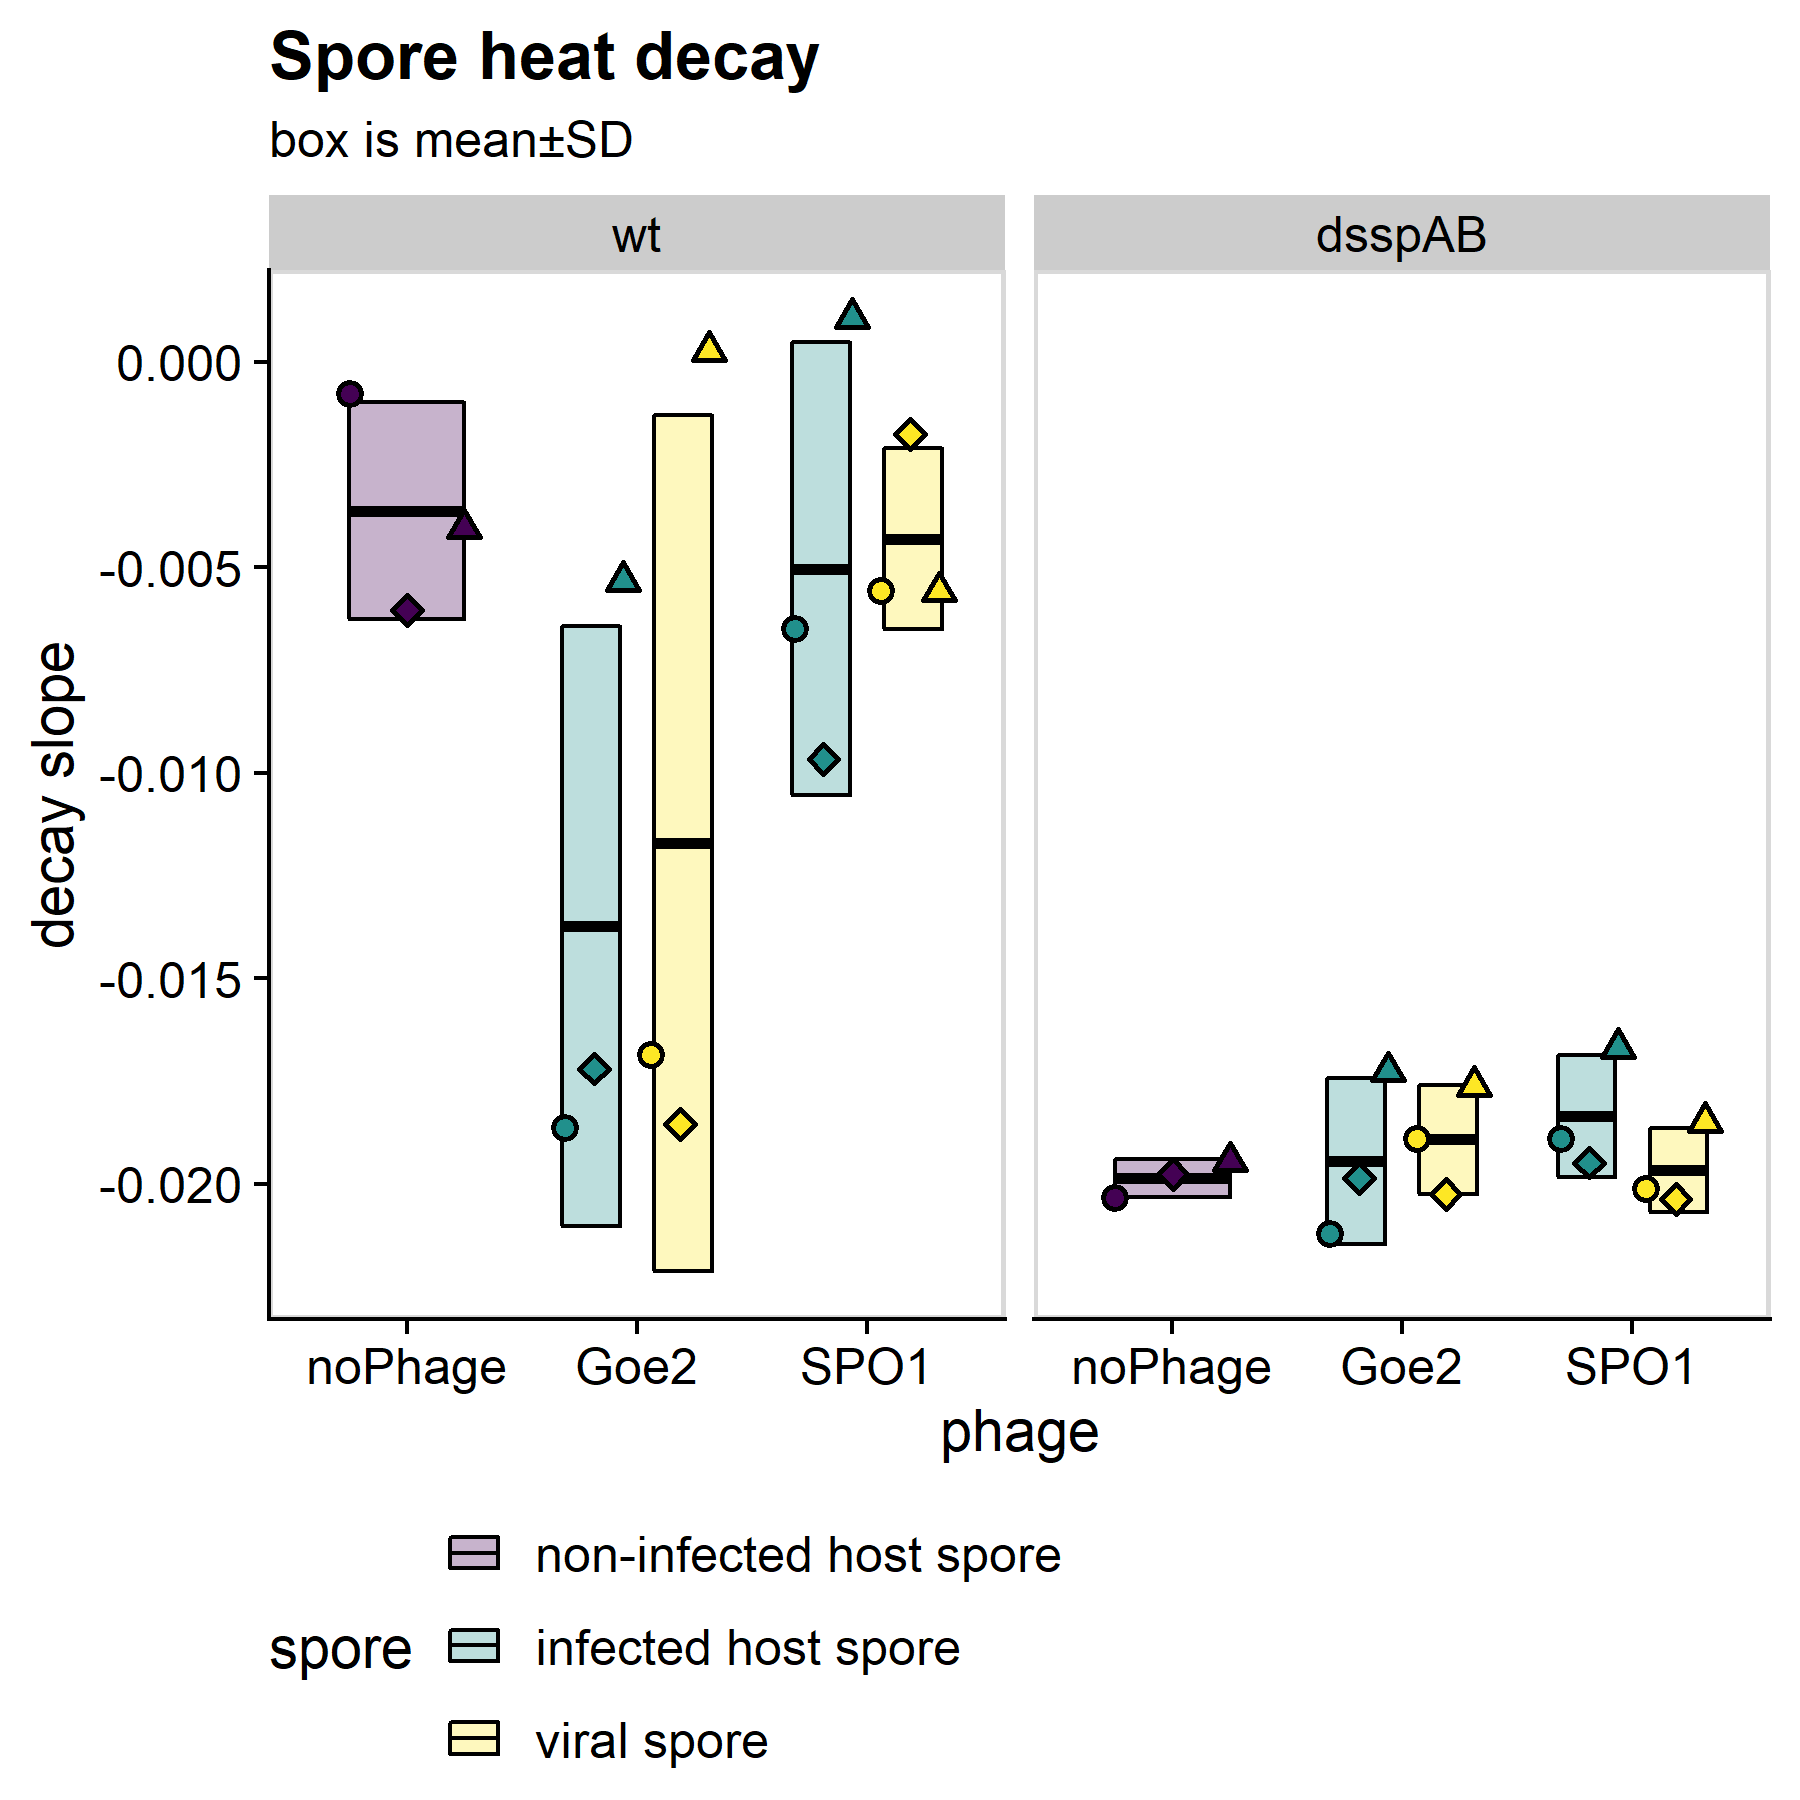 Spore heat decay
box is mean±SD
wt
dsspAB
decay slope
0.000
-0.005
-0.010
-0.015
-0.020
noPhage Goe2 SPO1
noPhage Goe2 SPO1
phage
spore
non-infected host spore
infected host spore
viral spore